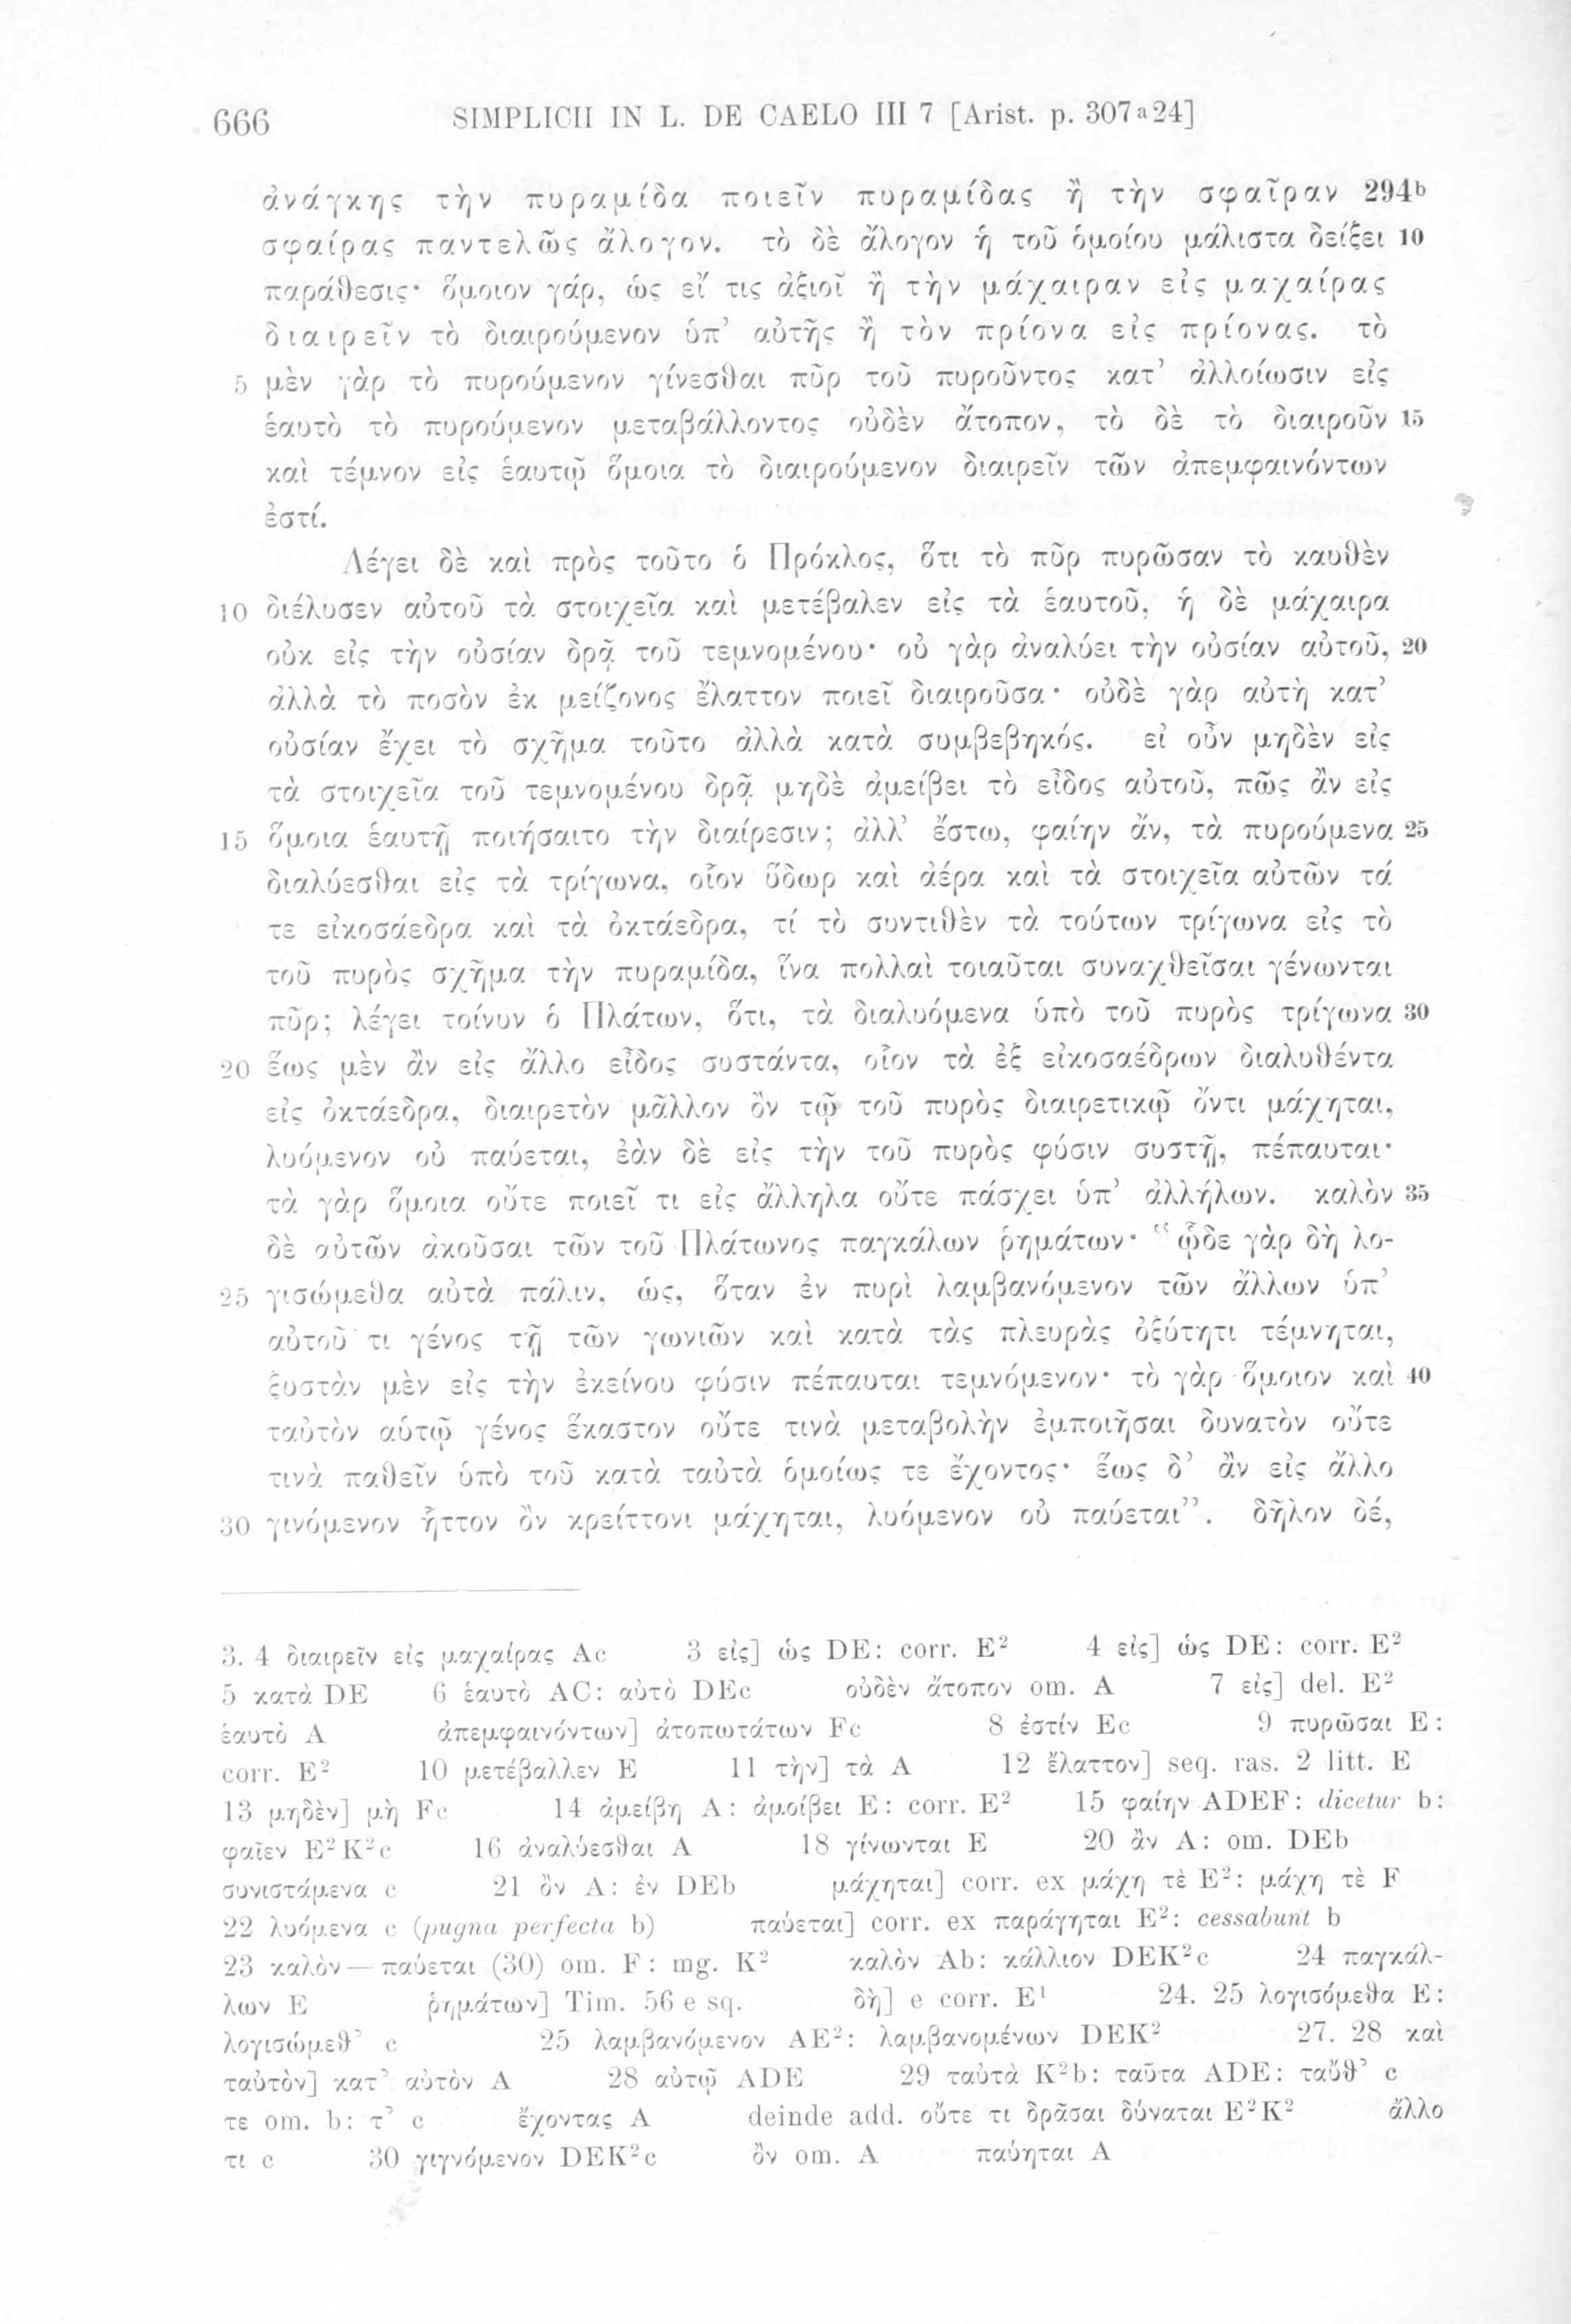 666 SIMPLICII IN L. DE CAELO III 7 [Arist. p. 307a24]
ἀνάγκης τὴν πυραμίδα ποιεῖν πυραμίδας ἢ τὴν σφαῖραν 294b
σφαίρας παντελῶς ἄλογον. τὸ δὲ ἄλογον ἡ τοῦ ὁμοίου μάλιστα δείξει 10
παράθεσις· ὅμοιον γάρ, ὡς εἴ τις ἀξιοῖ ἢ τὴν μάχαιραν εἰς μαχαίρας
διαιρεῖν τὸ διαιρούμενον ὑπ’ αὐτῆς ἢ τὸν πρίονα εἰς πρίονας. τὸ
5 μὲν γὰρ τὸ πυρούμενον γίνεσθαι πῦρ τοῦ πυροῦντος κατ’ ἀλλοίωσιν εἰς
ἑαυτὸ τὸ πυρούμενον μεταβάλλοντος οὐδὲν ἄτοπον, τὸ δὲ τὸ διαιροῦν 15
καὶ τέμνον εἰς ἑαυτῷ ὅμοια τὸ διαιρούμενον διαιρεῖν τῶν ἀπεμφαινόντων
ἐστί.
Λέγει δὲ καὶ πρὸς τοῦτο ὁ Πρόκλος, ὅτι τὸ πῦρ πυρῶσαν τὸ καυθὲν
10 διέλυσεν αὐτοῦ τὰ στοιχεῖα καὶ μετέβαλεν εἰς τὰ ἑαυτοῦ, ἡ δὲ μάχαιρα
οὐκ εἰς τὴν οὐσίαν δρᾷ τοῦ τεμνομένου· οὐ γὰρ ἀναλύει τὴν οὐσίαν αὐτοῦ, 20
ἀλλὰ τὸ ποσὸν ἐκ μείζονος ἔλαττον ποιεῖ διαιροῦσα· οὐδὲ γὰρ αὐτὴ κατ’
οὐσίαν ἔχει τὸ σχῆμα τοῦτο ἀλλὰ κατὰ συμβεβηκός. εἰ οὖν μηδὲν εἰς
τὰ στοιχεῖα τοῦ τεμνομένου δρᾷ μηδὲ ἀμείβει τὸ εἶδος αὐτοῦ, πῶς ἂν εἰς
15 ὅμοια ἑαυτῇ ποιήσαιτο τὴν διαίρεσιν; ἀλλ’ ἔστω, φαίην ἄν, τὰ πυρούμενα 25
διαλύεσθαι εἰς τὰ τρίγωνα, οἷον ὕδωρ καὶ ἀέρα καὶ τὰ στοιχεῖα αὐτῶν τά
τε εἰκοσάεδρα καὶ τὰ ὀκτάεδρα, τί τὸ συντιθὲν τὰ τούτων τρίγωνα εἰς τὸ
τοῦ πυρὸς σχῆμα τὴν πυραμίδα, ἵνα πολλαὶ τοιαῦται συναχθεῖσαι γένωνται
πῦρ; λέγει τοίνυν ὁ Πλάτων, ὅτι, τὰ διαλυόμενα ὑπὸ τοῦ πυρὸς τρίγωνα 30
20 ἕως μὲν ἂν εἰς ἄλλο εἶδος συστάντα, οἷον τὰ ἐξ εἰκοσαέδρων διαλυθέντα
εἰς ὀκτάεδρα, διαιρετὸν μᾶλλον ὂν τῷ τοῦ πυρὸς διαιρετικῷ ὄντι μάχηται,
λυόμενον οὐ παύεται, ἐὰν δὲ εἰς τὴν τοῦ πυρὸς φύσιν συστῇ, πέπαυται·
τὰ γὰρ ὅμοια οὔτε ποιεῖ τι εἰς ἄλληλα οὔτε πάσχει ὑπ’ ἀλλήλων. καλὸν 35
δὲ αὐτῶν ἀκοῦσαι τῶν τοῦ Πλάτωνος παγκάλων ῥημάτων· “ὧδε γὰρ δὴ λο-
25 γισώμεθα αὐτὰ πάλιν, ὡς, ὅταν ἐν πυρὶ λαμβανόμενον τῶν ἄλλων ὑπ’
αὐτοῦ τι γένος τῇ τῶν γωνιῶν καὶ κατὰ τὰς πλευρὰς ὀξύτητι τέμνηται,
ξυστὰν μὲν εἰς τὴν ἐκείνου φύσιν πέπαυται τεμνόμενον· τὸ γὰρ ὅμοιον καὶ 40
ταὐτὸν αὑτῷ γένος ἕκαστον οὔτε τινὰ μεταβολὴν ἐμποιῆσαι δυνατὸν οὔτε
τινὰ παθεῖν ὑπὸ τοῦ κατὰ ταὐτὰ ὁμοίως τε ἔχοντος· ἕως δ’ ἂν εἰς ἄλλο
30 γινόμενον ἧττον ὂν κρείττονι μάχηται, λυόμενον οὐ παύεται”. δῆλον δέ,
3. 4 διαιρεῖν εἰς μαχαίρας Ac 3 εἰς] ὡς DE: corr. E² 4 εἰς] ὡς DE: corr. E²
5 κατὰ DE 6 ἑαυτὸ AC: αὐτὸ DEc οὐδὲν ἄτοπον om. A 7 εἰς] del. E²
ἑαυτὸ A ἀπεμφαινόντων] ἀτοπωτάτων Fc 8 ἐστίν Ec 9 πυρῶσαι E:
corr. E² 10 μετέβαλλεν E 11 τὴν] τὰ A 12 ἔλαττον] seq. ras. 2 litt. E
13 μηδὲν] μὴ Fc 14 ἀμείβη A: ἀμοίβει E: corr. E² 15 φαίην ADEF: dicetur b:
φαῖεν E²K²c 16 ἀναλύεσθαι A 18 γίνωνται E 20 ἂν A: om. DEb
συνιστάμενα c 21 ὂν A: ἐν DEb μάχηται] corr. ex μάχη τὲ E²: μάχη τὲ F
22 λυόμενα c (pugna perfecta b) παύεται] corr. ex παράγηται E²: cessabunt b
23 καλὸν — παύεται (30) om. F: mg. K² καλὸν Ab: κάλλιον DEK²c 24 παγκάλ-
λων E ῥημάτων] Tim. 56 e sq. δὴ] e corr. E¹ 24. 25 λογισόμεθα E:
λογισώμεθ’ c 25 λαμβανόμενον AE²: λαμβανομένων DEK² 27. 28 καὶ
ταὐτὸν] κατ’ αὐτὸν A 28 αὐτῷ ADE 29 ταὐτὰ K²b: ταῦτα ADE: ταὔθ’ c
τε om. b: τ’ c ἔχοντας A deinde add. οὔτε τι δρᾶσαι δύναται E²K² ἄλλο
τι c 30 γιγνόμενον DEK²c ὂν om. A παύηται A